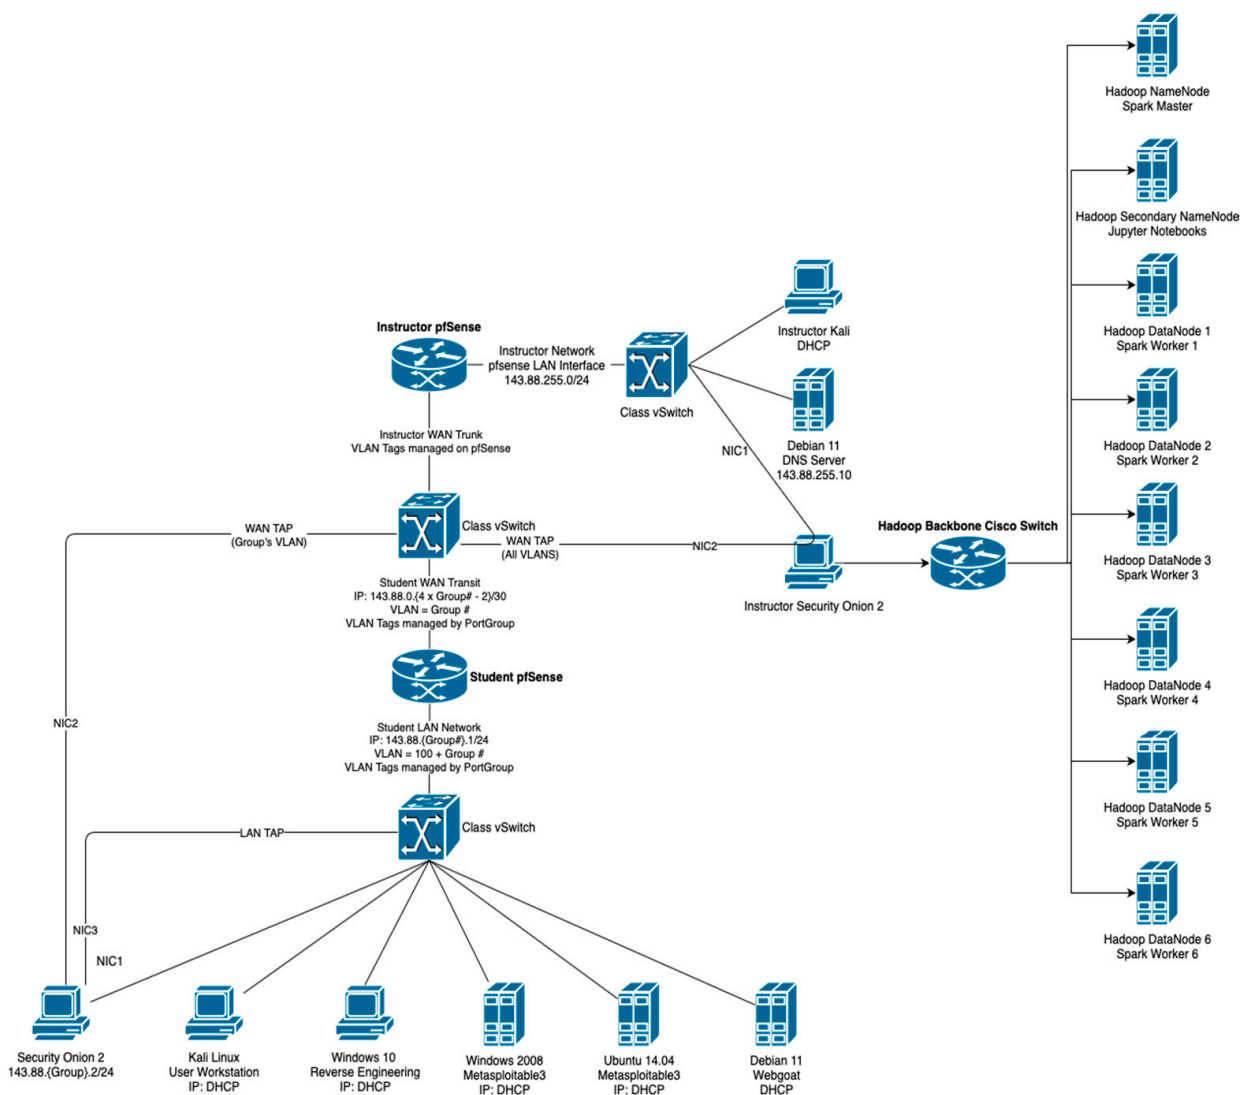 Hadoop NameNode
Spark Master
Hadoop Secondary NameNode
Jupyter Notebooks
Instructor Kali
DHCP
Hadoop DataNode 1
Spark Worker 1
Instructor pfSense
Instructor Network
pfsense LAN Interface
143.88.255.0/24
Class vSwitch
Debian 11
DNS Server
143.88.255.10
Hadoop DataNode 2
Spark Worker 2
Instructor WAN Trunk
VLAN Tags managed on pfSense
NIC1
WAN TAP
(Group's VLAN)
Class vSwitch
WAN TAP
(All VLANS)
NIC2
Hadoop Backbone Cisco Switch
Hadoop DataNode 3
Spark Worker 3
Student WAN Transit
IP: 143.88.0.{4 x Group# - 2}/30
VLAN = Group #
VLAN Tags managed by PortGroup
Instructor Security Onion 2
Student pfSense
Hadoop DataNode 4
Spark Worker 4
NIC2
Student LAN Network
IP: 143.88.{Group#}.1/24
VLAN = 100 + Group #
VLAN Tags managed by PortGroup
Hadoop DataNode 5
Spark Worker 5
LAN TAP
Class vSwitch
NIC3
NIC1
Hadoop DataNode 6
Spark Worker 6
Security Onion 2
143.88.{Group}.2/24
Kali Linux
User Workstation
IP: DHCP
Windows 10
Reverse Engineering
IP: DHCP
Windows 2008
Metasploitable3
IP: DHCP
Ubuntu 14.04
Metasploitable3
IP: DHCP
Debian 11
Webgoat
DHCP